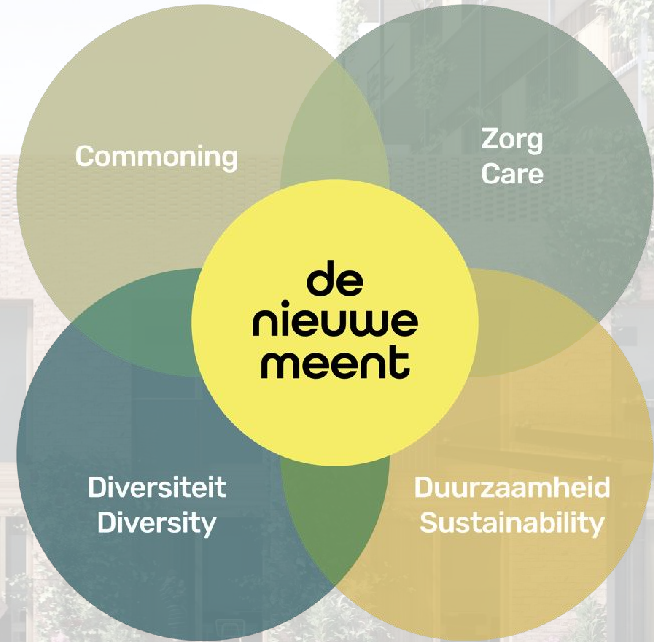 Commoning
Zorg
Care
de
nieuwe
meent
Diversiteit
Diversity
Duurzaamheid
Sustainability